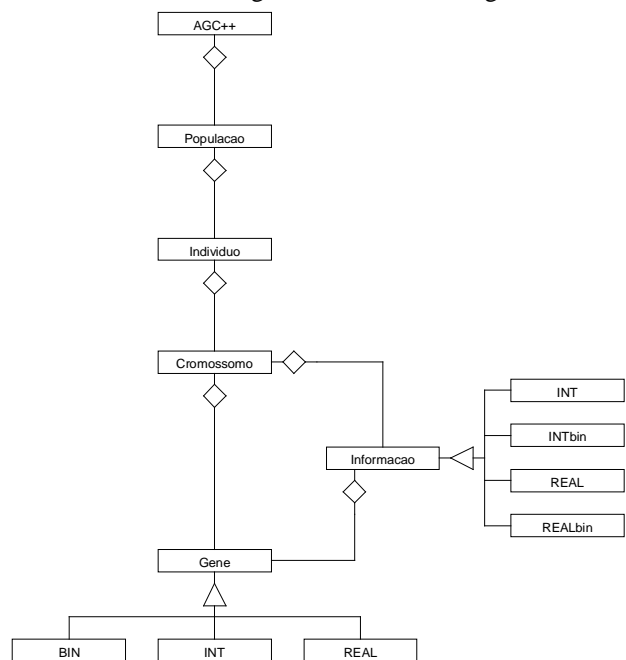 AGC++
Populacao
Individuo
Cromossomo
INT
INTbin
Informacao
REAL
REALbin
Gene
BIN
INT
REAL